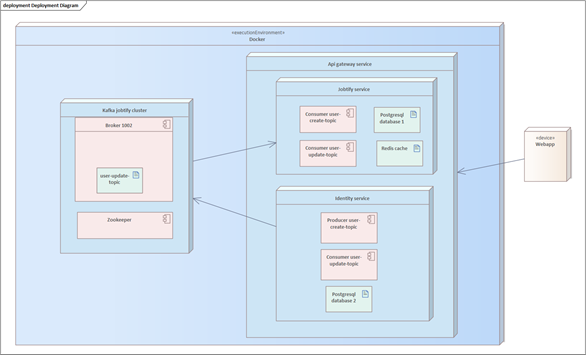 deployment Deployment Diagram
«executionEnvironment»
Docker
Api gateway service
Jobtify service
Consumer user-
create-topic
Postgresql
database 1
Consumer user-
update-topic
Redis cache
Kafka jobtify cluster
Broker 1002
user-update-
topic
Zookeeper
«device»
Webapp
Identity service
Producer user-
create-topic
Consumer user-
update-topic
Postgresql
database 2